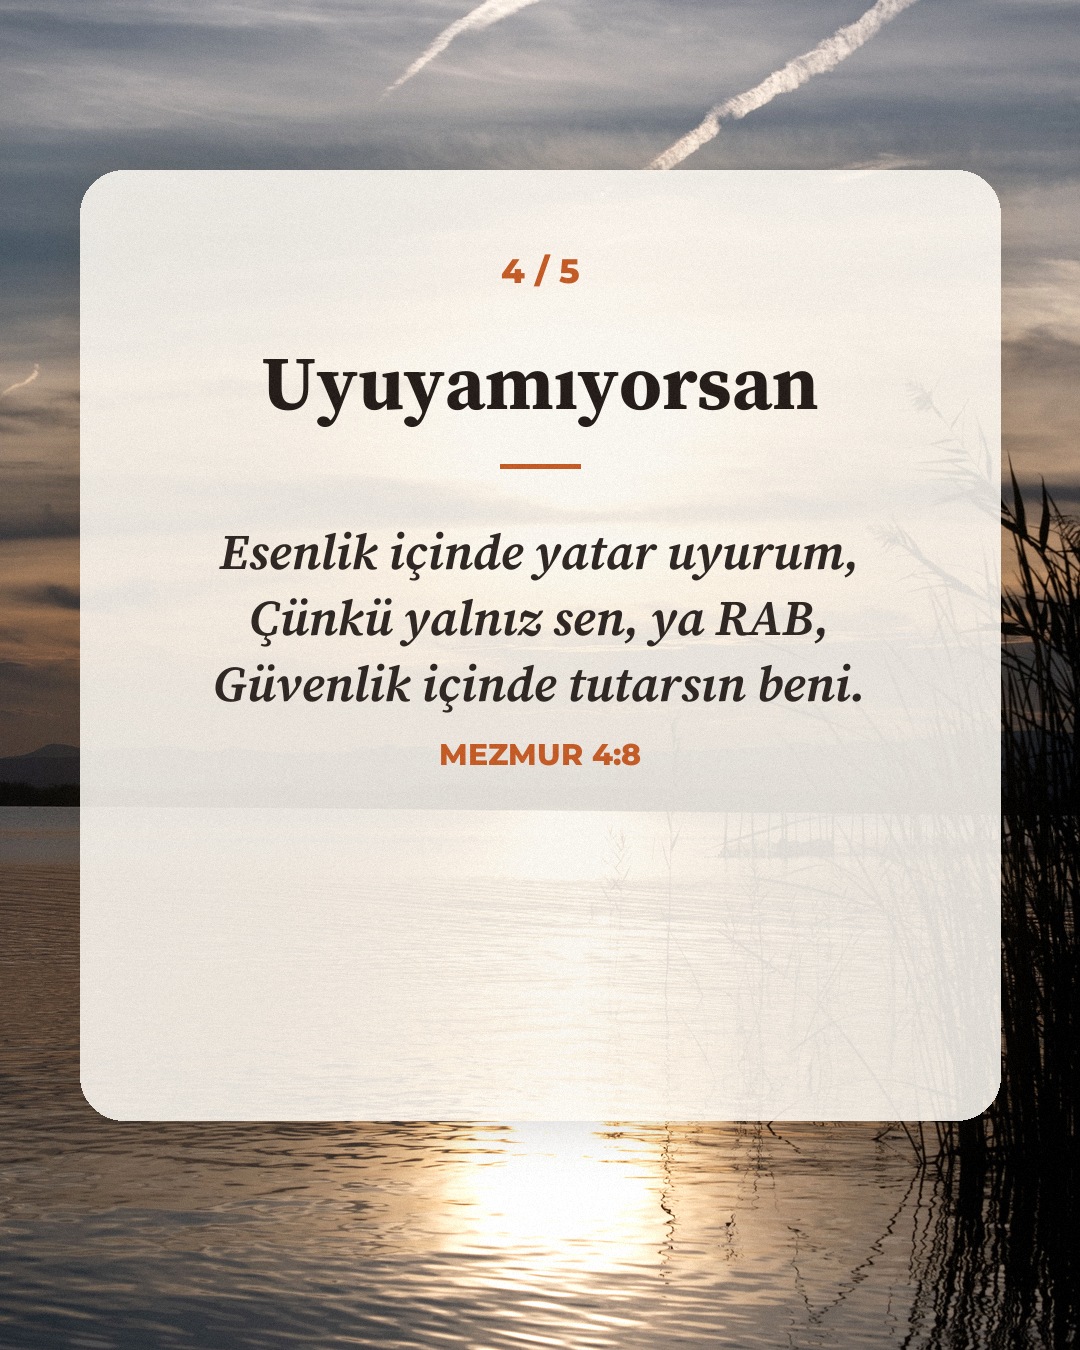 4 / 5
Uyuyamıyorsan
Esenlik içinde yatar uyurum,
Çünkü yalnız sen, ya RAB,
Güvenlik içinde tutarsın beni.
MEZMUR 4:8